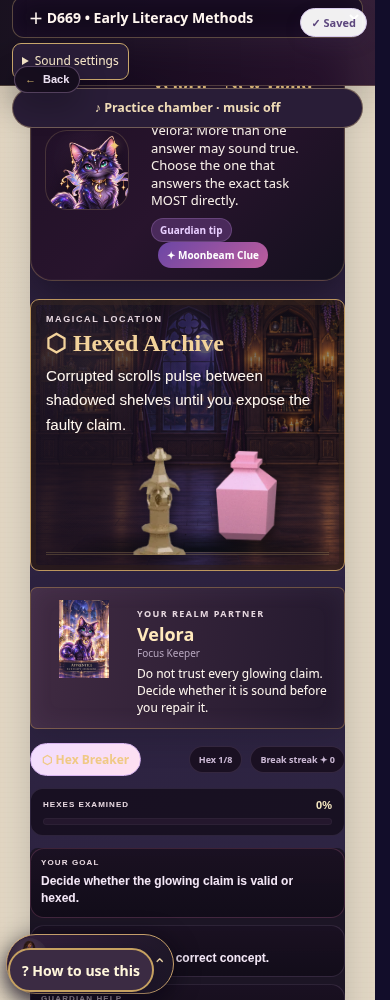 + D669 • Early Literacy Methods
✓ Saved
▶ Sound settings
← Back
♪ Practice chamber · music off
Velora: More than one
answer may sound true.
Choose the one that
answers the exact task
MOST directly.
Guardian tip
✦ Moonbeam Clue
MAGICAL LOCATION
⬡ Hexed Archive
Corrupted scrolls pulse between
shadowed shelves until you expose the
faulty claim.
YOUR REALM PARTNER
Velora
Focus Keeper
Do not trust every glowing claim.
Decide whether it is sound before
you repair it.
⬡ Hex Breaker
Hex 1/8
Break streak ✦ 0
HEXES EXAMINED
0%
YOUR GOAL
Decide whether the glowing claim is valid or
hexed.
correct concept.
? How to use this
GUARDIAN HELP